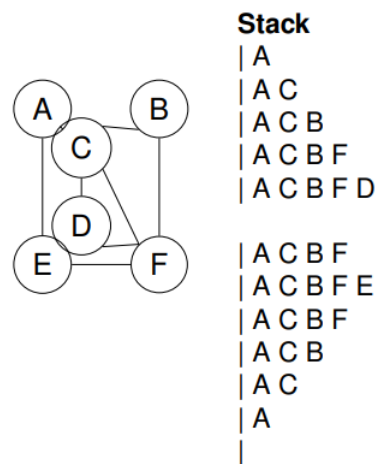 Stack
| A
| A C
| A C B
| A C B F
| A C B F D
| A C B F
| A C B F E
| A C B F
| A C B
| A C
| A
|
A
B
C
D
E
F